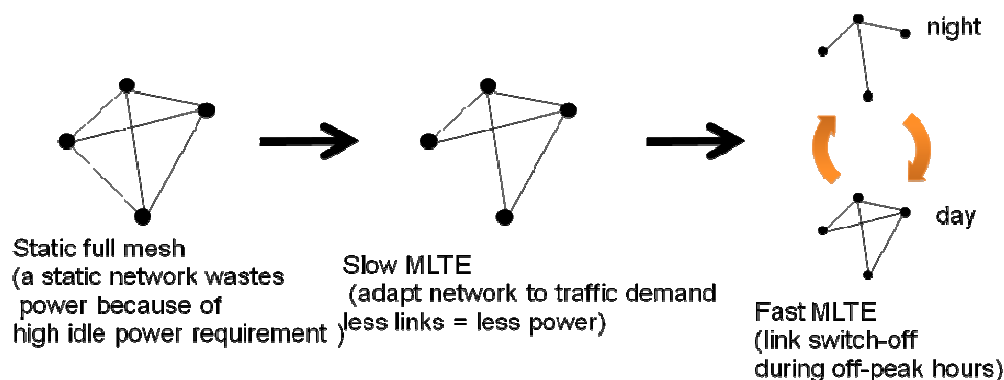 Static full mesh
(a static network wastes
power because of
high idle power requirement )
Slow MLTE
(adapt network to traffic demand
less links = less power)
night
day
Fast MLTE
(link switch-off
during off-peak hours)